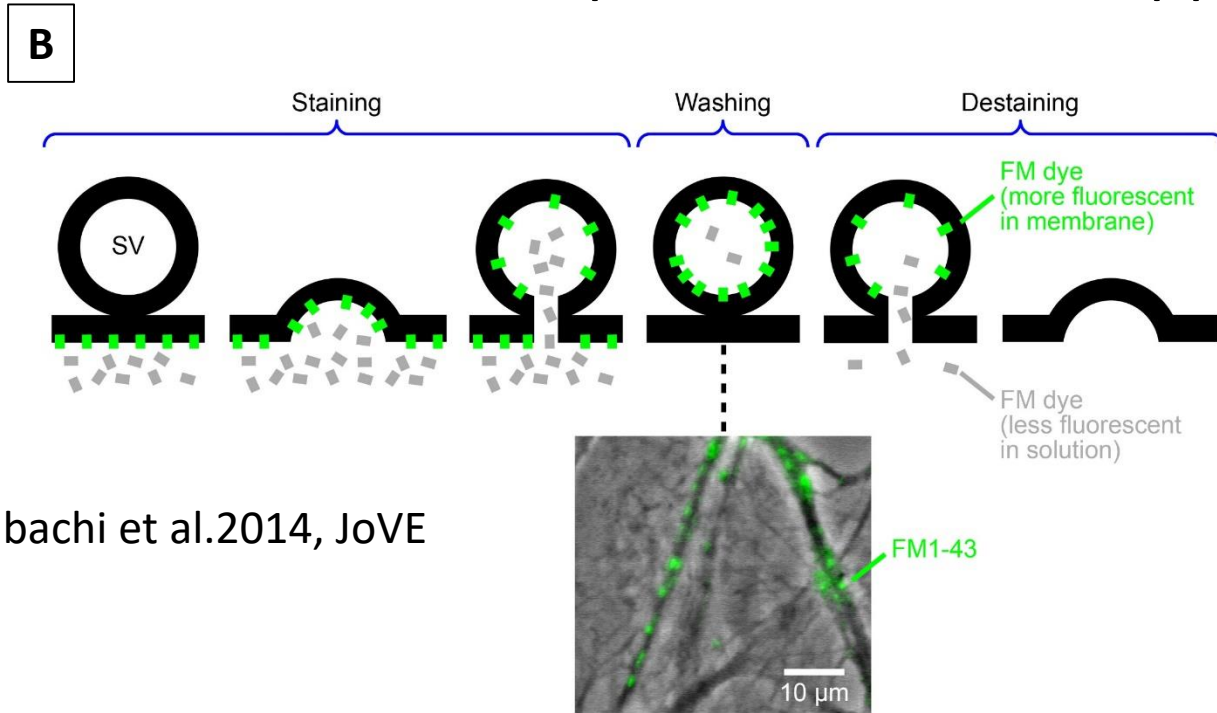 B
Staining
Washing
Destaining
SV
FM dye
(more fluorescent
in membrane)
FM dye
(less fluorescent
in solution)
bachi et al.2014, JoVE
FM1-43
10 µm